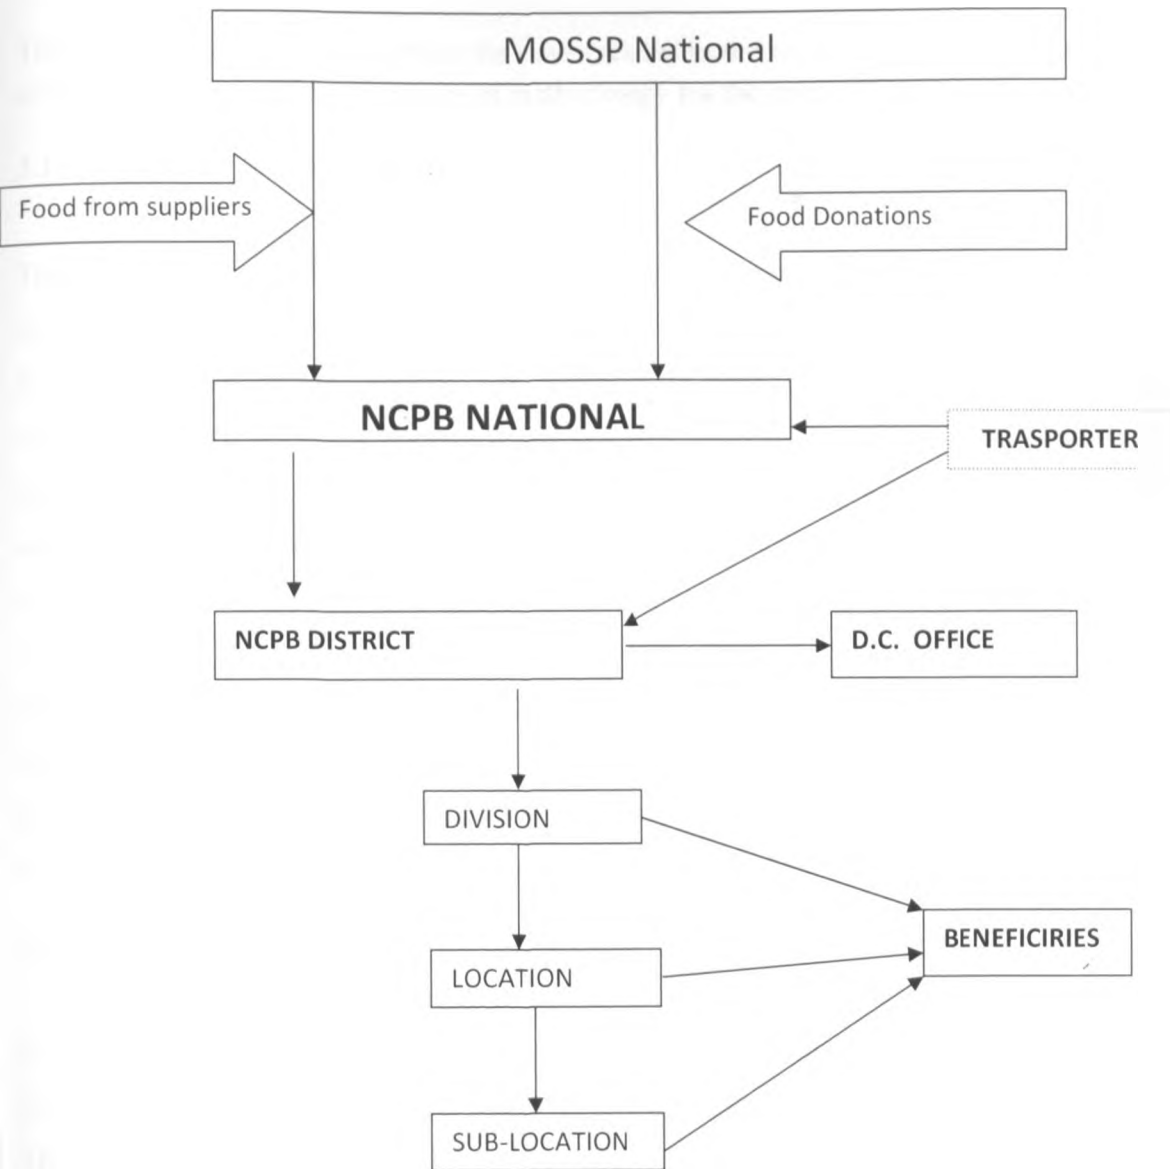 MOSSP National
Food from suppliers
Food Donations
NCPB NATIONAL
TRASPORTER
NCPB DISTRICT
D.C. OFFICE
DIVISION
BENEFICIRIES
LOCATION
SUB-LOCATION